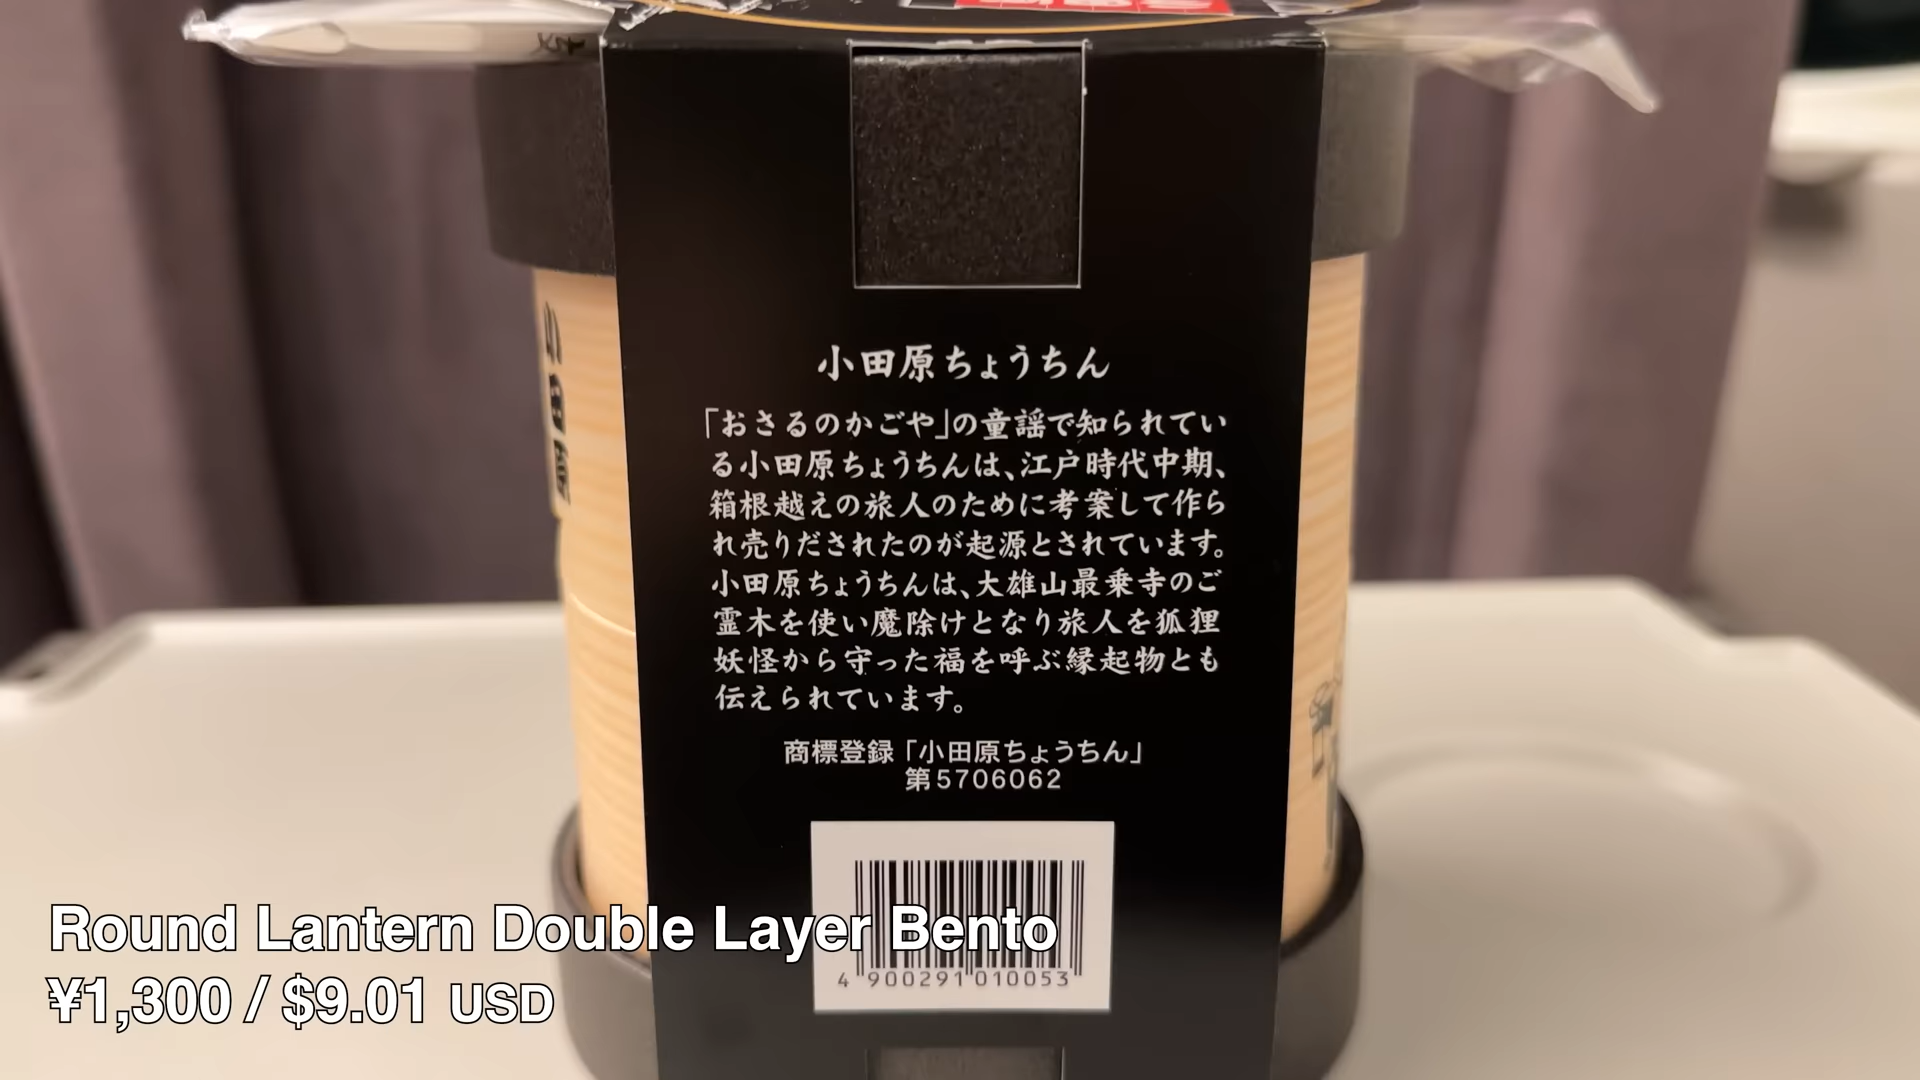 小田原ちょうちん
「おさるのかごや」の童謡で知られてい
る小田原ちょうちんは、江戸時代中期、
箱根越えの旅人のために考案して作ら
れ売りだされたのが起源とされています。
小田原ちょうちんは、大雄山最乗寺のご
霊木を使い魔除けとなり旅人を狐狸
妖怪から守った福を呼ぶ縁起物とも
伝えられています。
商標登録「小田原ちょうちん」
第5706062
4 900291 010053
Round Lantern Double Layer Bento
¥1,300 / $9.01 USD